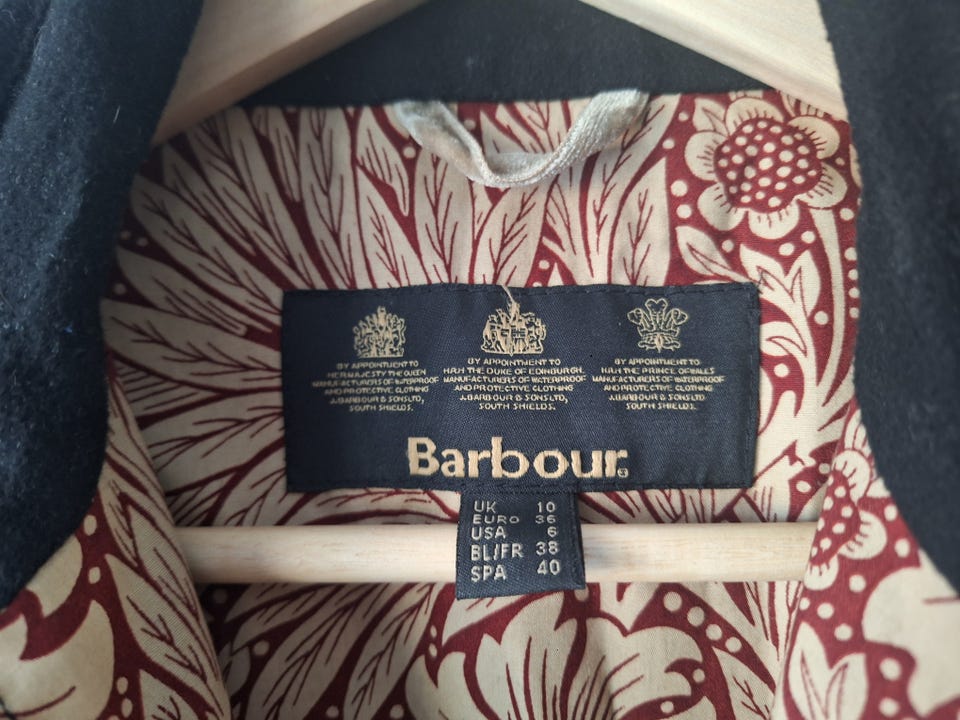 BY APPOINTMENT TO
HER MAJESTY THE QUEEN
MANUFACTURERS OF WATERPROOF
AND PROTECTIVE CLOTHING
J.BARBOUR & SONS LTD,
SOUTH SHIELDS.
BY APPOINTMENT TO
H.R.H THE DUKE OF EDINBURGH.
MANUFACTURERS OF WATERPROOF
AND PROTECTIVE CLOTHING
J.BARBOUR & SONS LTD,
SOUTH SHIELDS.
BY APPOINTMENT TO
H.R.H THE PRINCE OF WALES
MANUFACTURERS OF WATERPROOF
AND PROTECTIVE CLOTHING
J.BARBOUR & SONS LTD
SOUTH SHIELDS.
Barbour
UK 10
EURO 36
USA 6
BL/FR 38
SPA 40